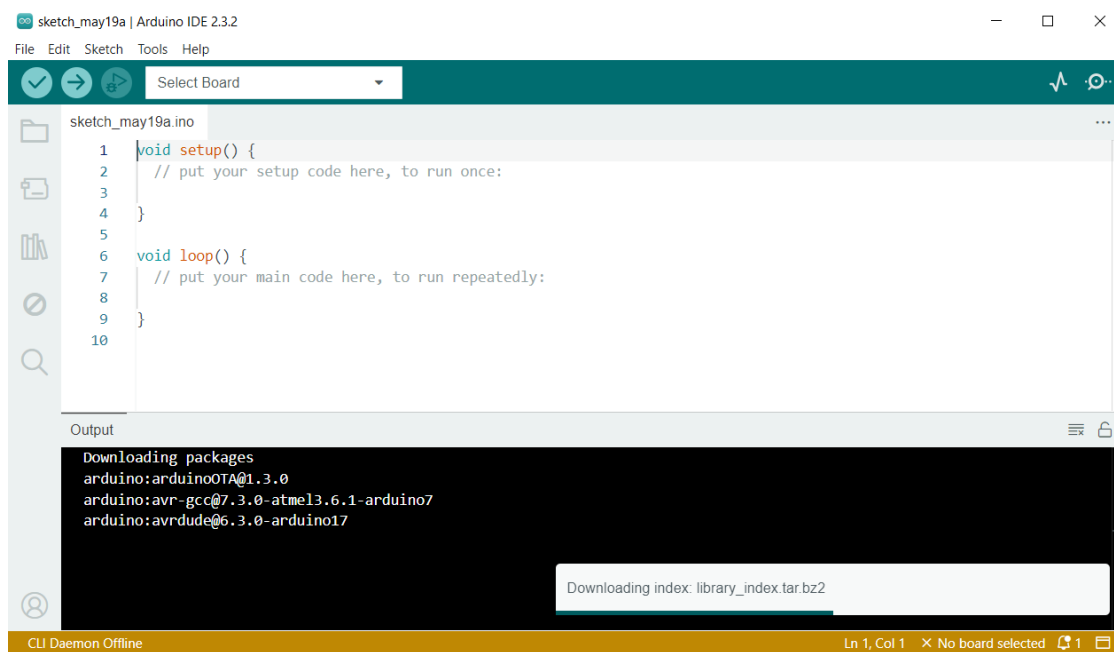 sketch_may19a | Arduino IDE 2.3.2
File Edit Sketch Tools Help
Select Board
sketch_may19a.ino
1 void setup() {
2 // put your setup code here, to run once:
3
4 }
5
6 void loop() {
7 // put your main code here, to run repeatedly:
8
9 }
10
Output
Downloading packages
arduino:arduinoOTA@1.3.0
arduino:avr-gcc@7.3.0-atmel3.6.1-arduino7
arduino:avrdude@6.3.0-arduino17
Downloading index: library_index.tar.bz2
CLI Daemon Offline Ln 1, Col 1 No board selected 1